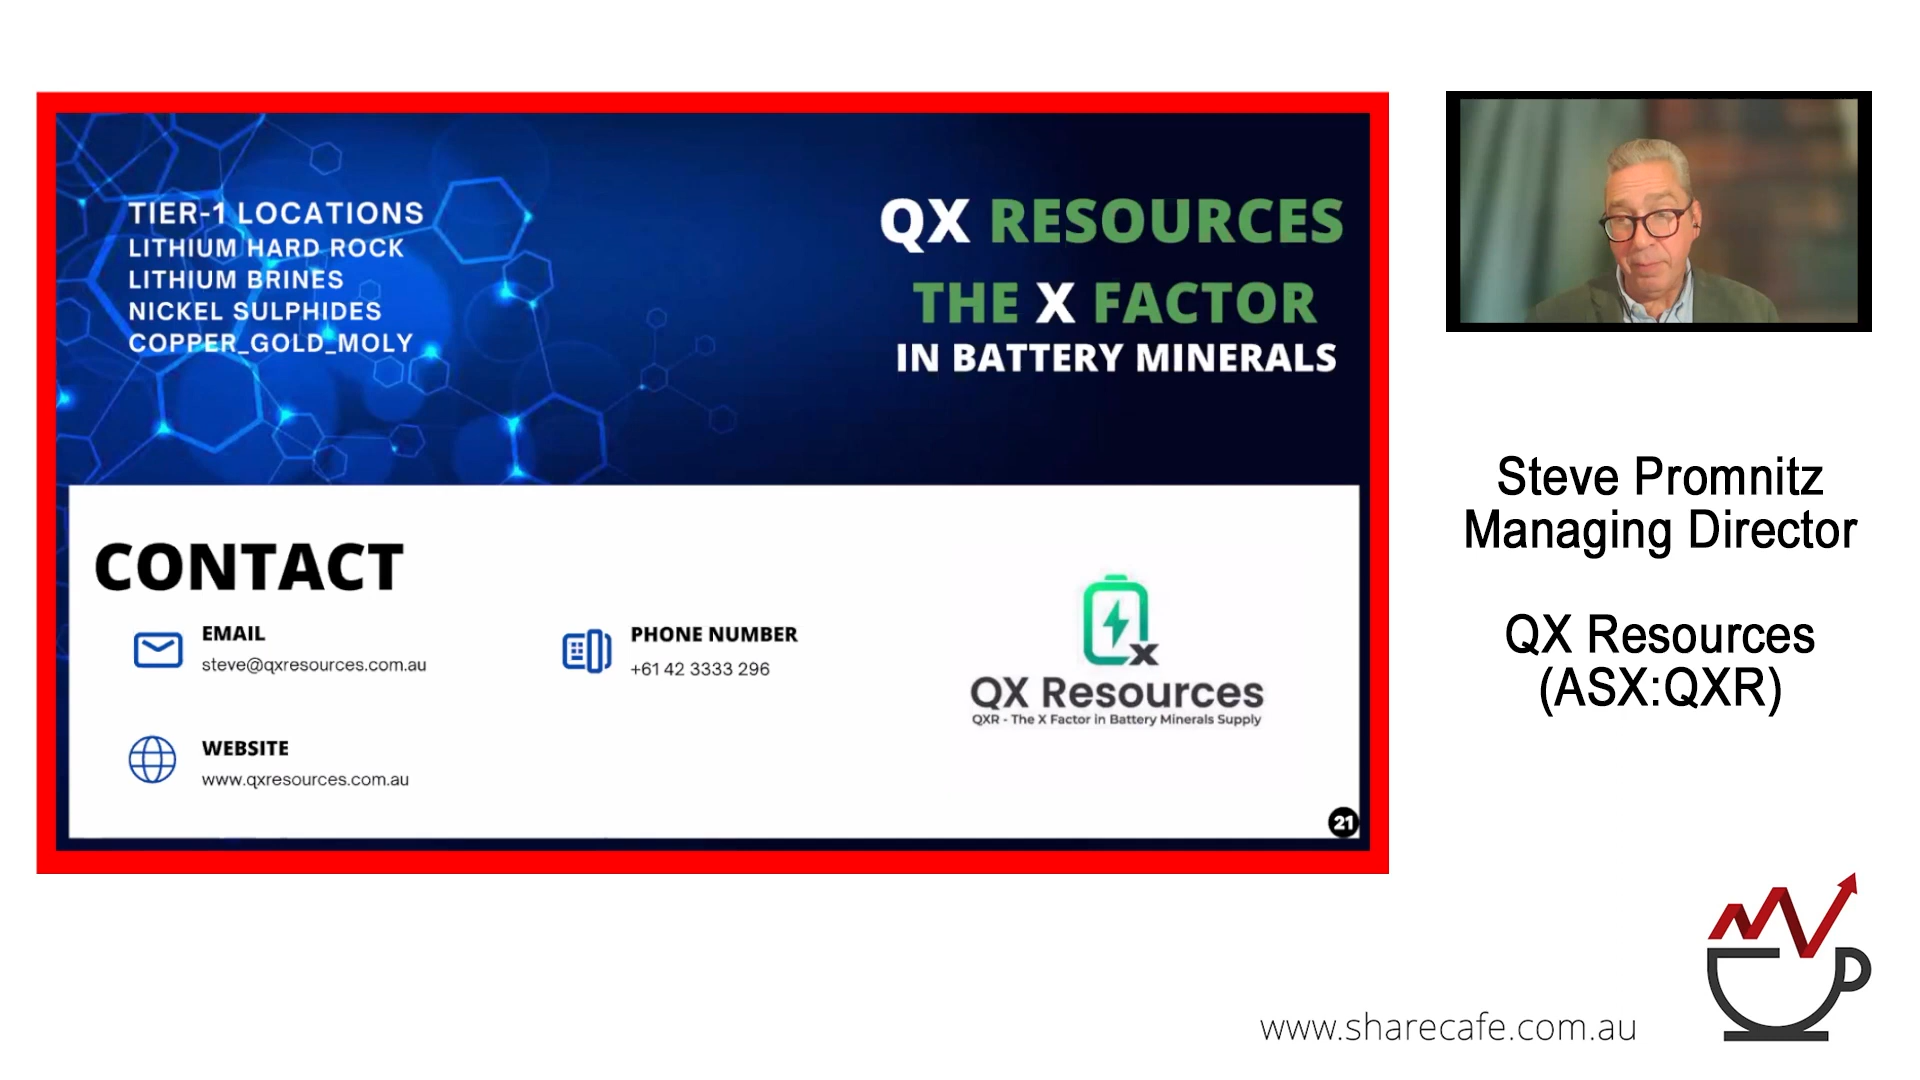 TIER-1 LOCATIONS
LITHIUM HARD ROCK
LITHIUM BRINES
NICKEL SULPHIDES
COPPER_GOLD_MOLY
QX RESOURCES
THE X FACTOR
IN BATTERY MINERALS
CONTACT
EMAIL
steve@qxresources.com.au
PHONE NUMBER
+61 42 3333 296
WEBSITE
www.qxresources.com.au
x
QX Resources
QXR - The X Factor in Battery Minerals Supply
21
Steve Promnitz
Managing Director
QX Resources
(ASX:QXR)
www.sharecafe.com.au